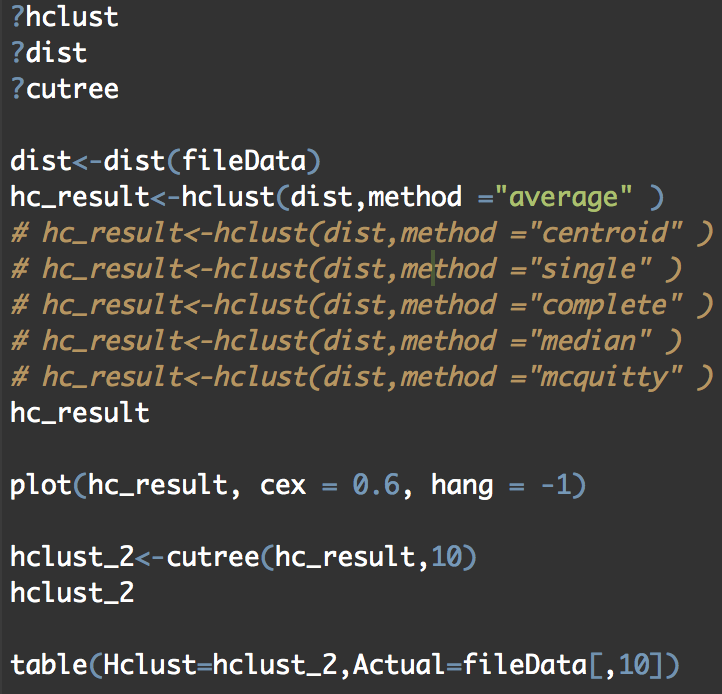 ?hclust
?dist
?cutree
dist<-dist(fileData)
hc_result<-hclust(dist,method ="average" )
# hc_result<-hclust(dist,method ="centroid" )
# hc_result<-hclust(dist,method ="single" )
# hc_result<-hclust(dist,method ="complete" )
# hc_result<-hclust(dist,method ="median" )
# hc_result<-hclust(dist,method ="mcquitty" )
hc_result
plot(hc_result, cex = 0.6, hang = -1)
hclust_2<-cutree(hc_result,10)
hclust_2
table(Hclust=hclust_2,Actual=fileData[,10])